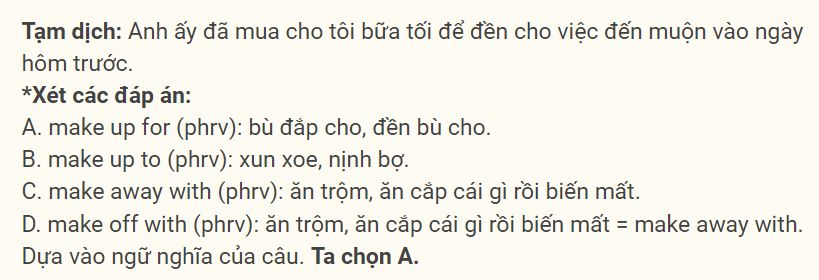 Tạm dịch: Anh ấy đã mua cho tôi bữa tối để đền cho việc đến muộn vào ngày
hôm trước.
*Xét các đáp án:
A. make up for (phrv): bù đắp cho, đền bù cho.
B. make up to (phrv): xun xoe, nịnh bợ.
C. make away with (phrv): ăn trộm, ăn cắp cái gì rồi biến mất.
D. make off with (phrv): ăn trộm, ăn cắp cái gì rồi biến mất = make away with.
Dựa vào ngữ nghĩa của câu. Ta chọn A.